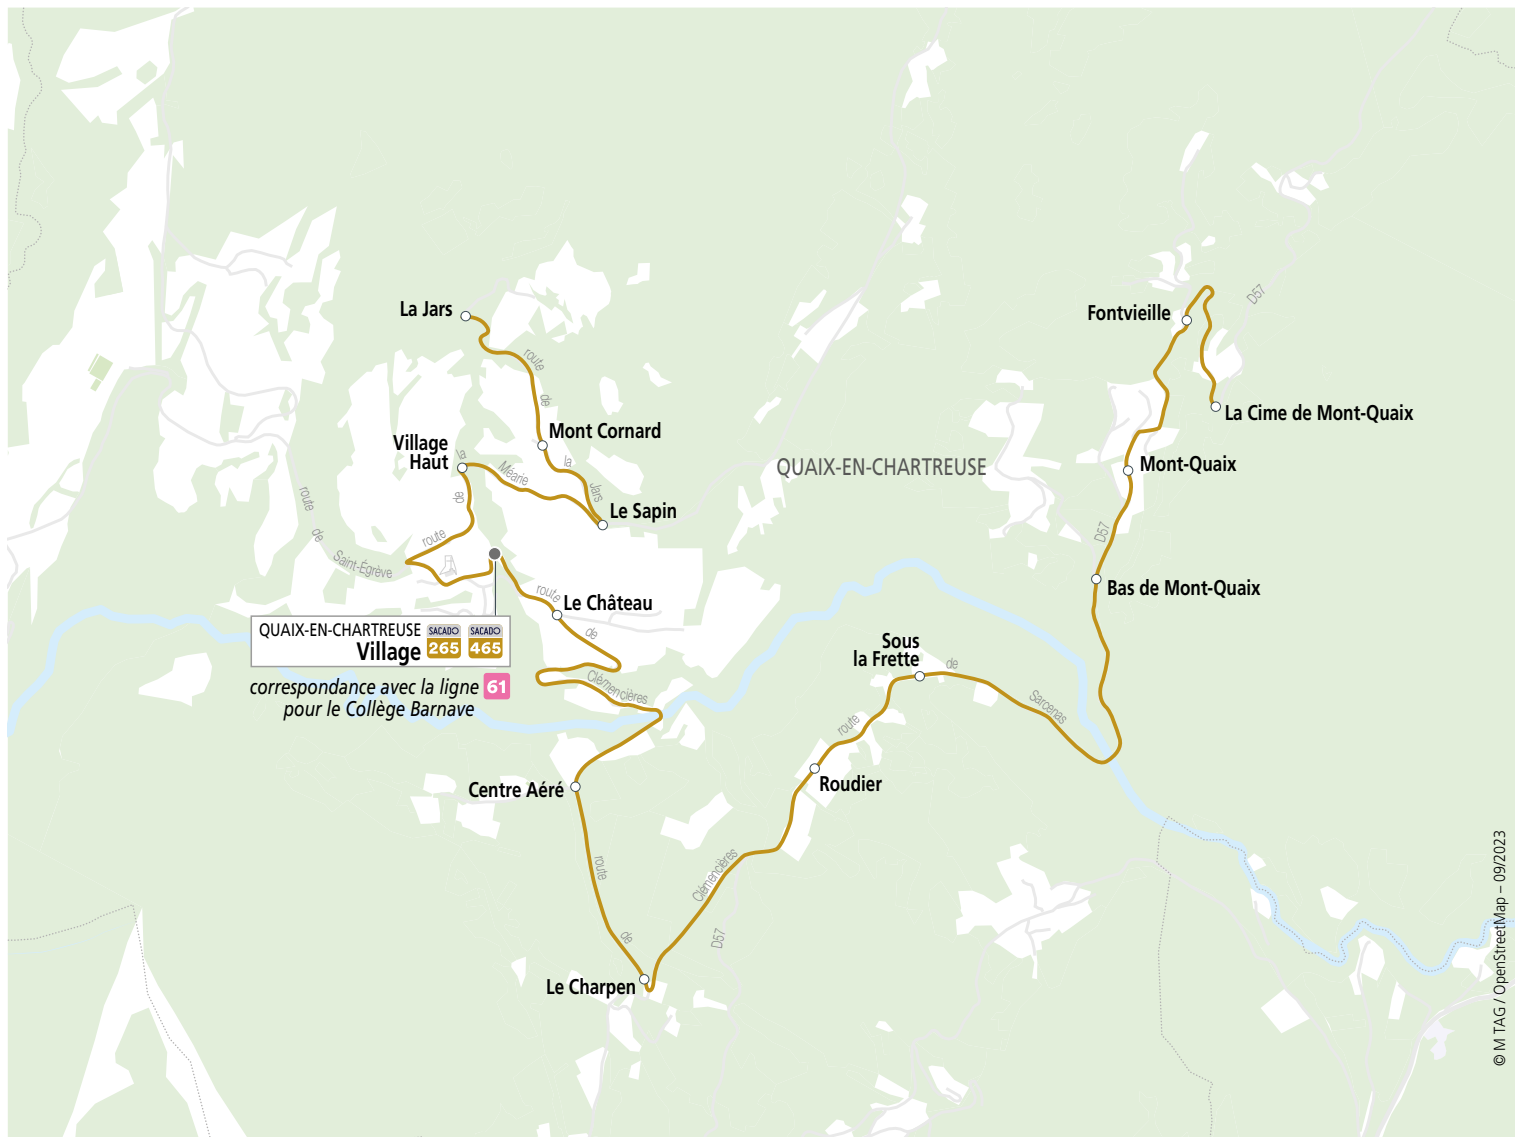 La Jars
route
de
Mont Cornard
la
Jars
Village
Haut
la
Méarie
de
route
Le Sapin
route
de
Saint-Égrève
QUAIX-EN-CHARTREUSE
Fontvieille
D57
La Cime de Mont-Quaix
Mont-Quaix
D57
Bas de Mont-Quaix
route
Le Château
de
Clémencières
QUAIX-EN-CHARTREUSE
Village
SACADO
265
SACADO
465
correspondance avec la ligne 61
pour le Collège Barnave
Sous
la Frette
de
Sarcenas
route
Roudier
Centre Aéré
route
de
Clémencières
D57
Le Charpen
© M TAG / OpenStreetMap – 09/2023